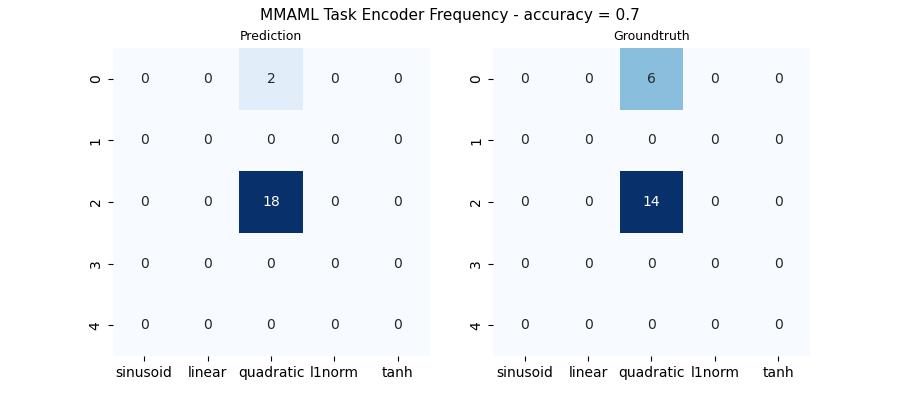 MMAML Task Encoder Frequency - accuracy = 0.7
Prediction
Groundtruth
0 0 0 2 0 0
1 0 0 0 0 0
2 0 0 18 0 0
3 0 0 0 0 0
4 0 0 0 0 0
sinusoid linear quadratic l1norm tanh
0 0 0 6 0 0
1 0 0 0 0 0
2 0 0 14 0 0
3 0 0 0 0 0
4 0 0 0 0 0
sinusoid linear quadratic l1norm tanh